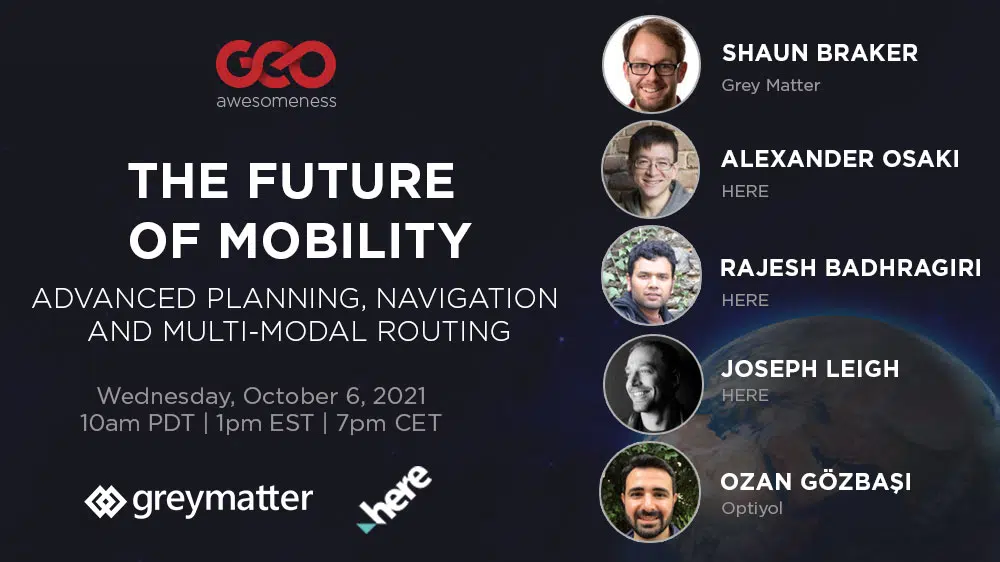 GEO
awesomeness
THE FUTURE
OF MOBILITY
ADVANCED PLANNING, NAVIGATION
AND MULTI-MODAL ROUTING
Wednesday, October 6, 2021
10am PDT | 1pm EST | 7pm CET
greymatter
here
SHAUN BRAKER
Grey Matter
ALEXANDER OSAKI
HERE
RAJESH BADHRAGIRI
HERE
JOSEPH LEIGH
HERE
OZAN GÖZBAŞI
Optiyol